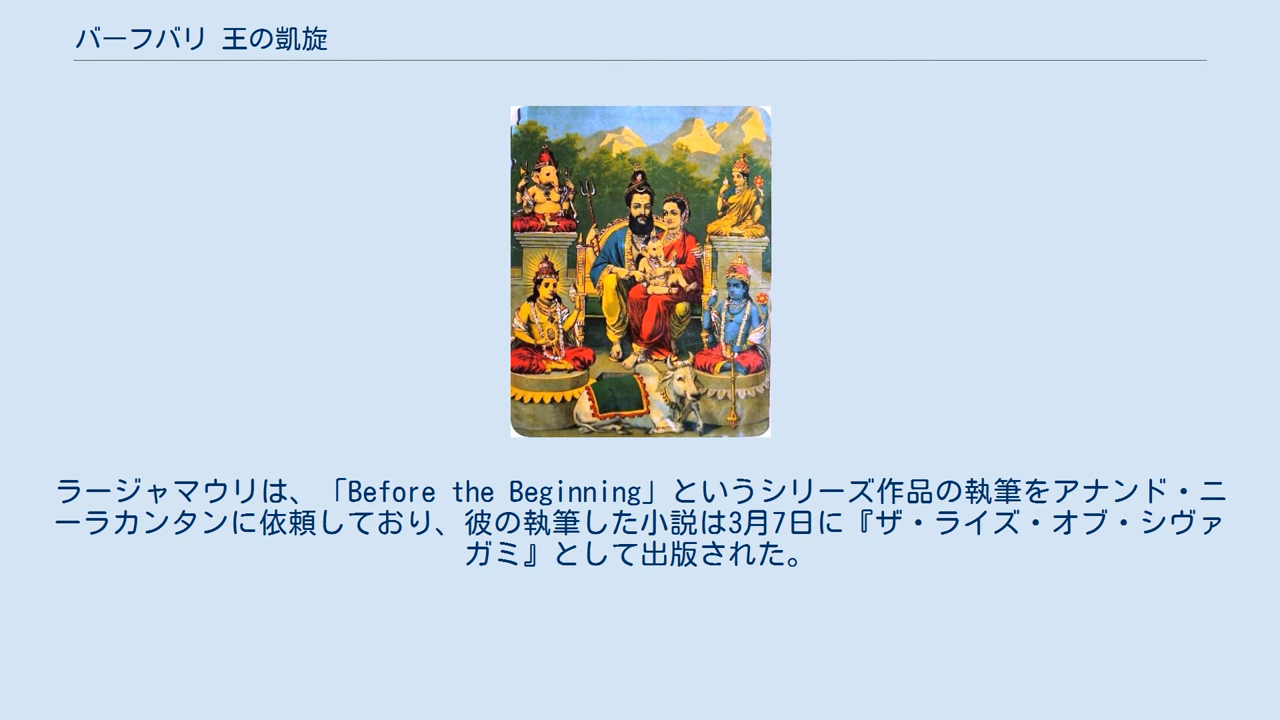 バーフバリ 王の凱旋
ラージャマウリは、「Before the Beginning」というシリーズ作品の執筆をアナンド・ニ
ーラカンタンに依頼しており、彼の執筆した小説は3月7日に『ザ・ライズ・オブ・シヴァ
ガミ』として出版された。